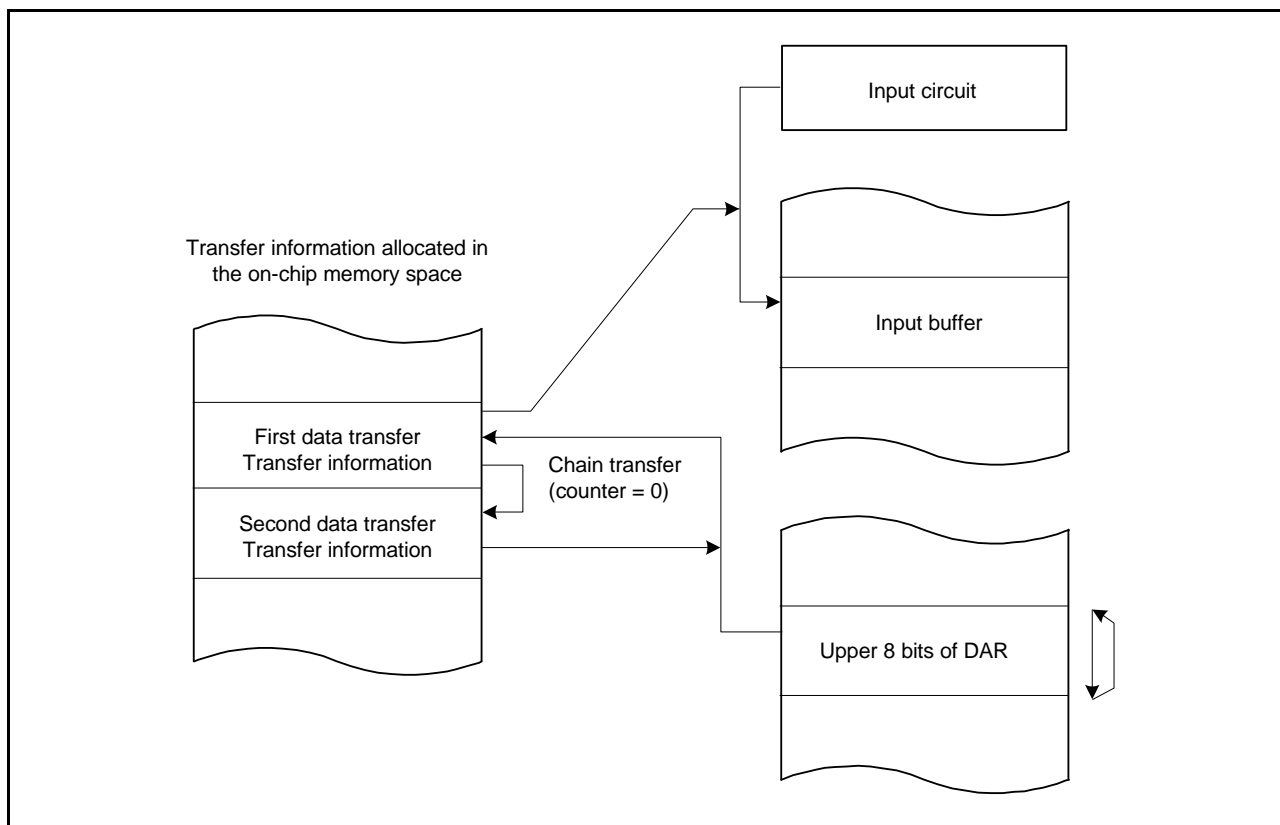 Input circuit
Transfer information allocated in
the on-chip memory space
Input buffer
First data transfer
Transfer information
Chain transfer
(counter = 0)
Second data transfer
Transfer information
Upper 8 bits of DAR